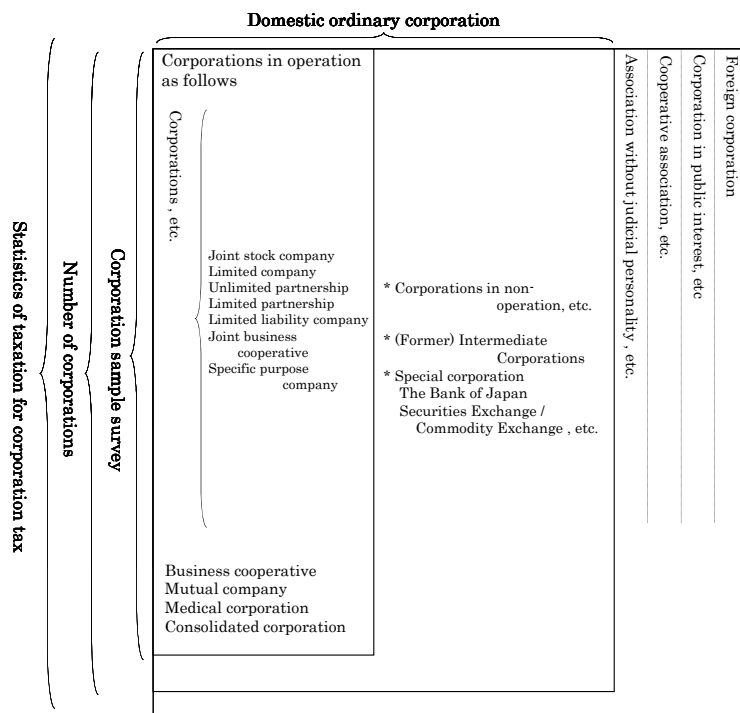 Domestic ordinary corporation
Statistics of taxation for corporation tax
Number of corporations
Corporation sample survey
Corporations in operation
as follows
Corporations , etc.
Joint stock company
Limited company
Unlimited partnership
Limited partnership
Limited liability company
Joint business
cooperative
Specific purpose
company
Business cooperative
Mutual company
Medical corporation
Consolidated corporation
* Corporations in non-
operation, etc.
* (Former) Intermediate
Corporations
* Special corporation
The Bank of Japan
Securities Exchange /
Commodity Exchange , etc.
Association without judicial personality , etc.
Cooperative association, etc.
Corporation in public interest, etc
Foreign corporation